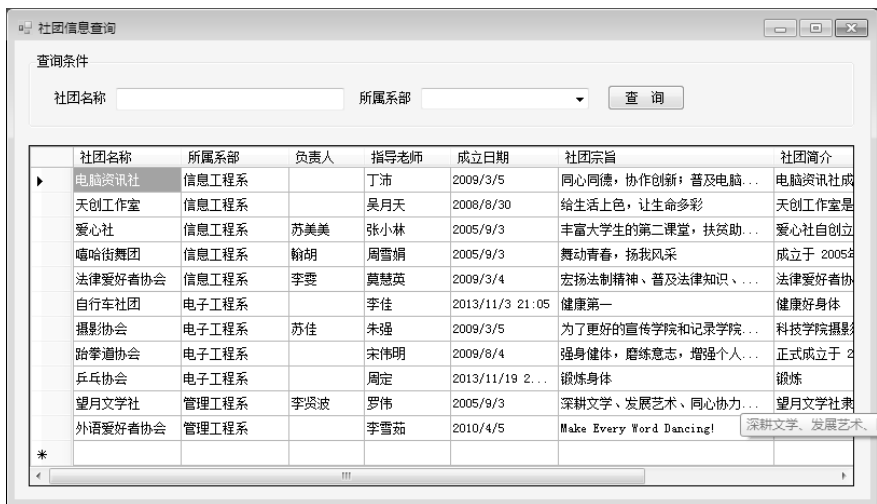 社团信息查询
查询条件
社团名称 所属系部 查 询
社团名称 所属系部 负责人 指导老师 成立日期 社团宗旨 社团简介
电脑资讯社 信息工程系 丁沛 2009/3/5 同心同德，协作创新；普及电脑... 电脑资讯社成
天创工作室 信息工程系 吴月天 2008/8/30 给生活上色，让生命多彩 天创工作室是
爱心社 信息工程系 苏美美 张小林 2005/9/3 丰富大学生的第二课堂，扶贫助... 爱心社自创立
嘻哈街舞团 信息工程系 翰胡 周雪娟 2005/9/3 舞动青春，扬我风采 成立于 2005年
法律爱好者协会 信息工程系 李雯 莫慧英 2009/3/4 宏扬法制精神、普及法律知识、... 法律爱好者协
自行车社团 电子工程系 李佳 2013/11/3 21:05 健康第一 健康好身体
摄影协会 电子工程系 苏佳 朱强 2009/3/5 为了更好的宣传学院和记录学院... 科技学院摄影
跆拳道协会 电子工程系 宋伟明 2009/8/4 强身健体，磨练意志，增强个人... 正式成立于 2
乒乓协会 电子工程系 周定 2013/11/19 2... 锻炼身体 锻炼
望月文学社 管理工程系 李贤波 罗伟 2005/9/3 深耕文学、发展艺术、同心协力... 望月文学社隶
外语爱好者协会 管理工程系 李雪茹 2010/4/5 Make Every Word Dancing! 深耕文学、发展艺术、